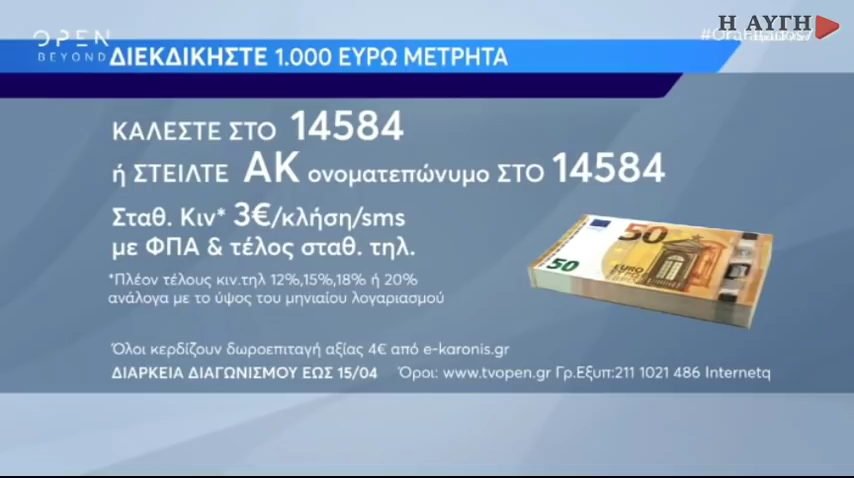 Η ΑΥΓΗ
OPEN
BEYOND
ΔΙΕΚΔΙΚΗΣΤΕ 1.000 ΕΥΡΩ ΜΕΤΡΗΤΑ
ΚΑΛΕΣΤΕ ΣΤΟ 14584
ή ΣΤΕΙΛΤΕ ΑΚ ονοματεπώνυμο ΣΤΟ 14584
Σταθ. Κιν* 3€/κλήση/sms
με ΦΠΑ & τέλος σταθ. τηλ.
*Πλέον τέλους κιν.τηλ 12%,15%,18% ή 20%
ανάλογα με το ύψος του μηνιαίου λογαριασμού
50
50
EURO
Όλοι κερδίζουν δωροεπιταγή αξίας 4€ από e-karonis.gr
ΔΙΑΡΚΕΙΑ ΔΙΑΓΩΝΙΣΜΟΥ ΕΩΣ 15/04 Όροι: www.tvopen.gr Γρ.Εξυπ:211 1021 486 Internetq